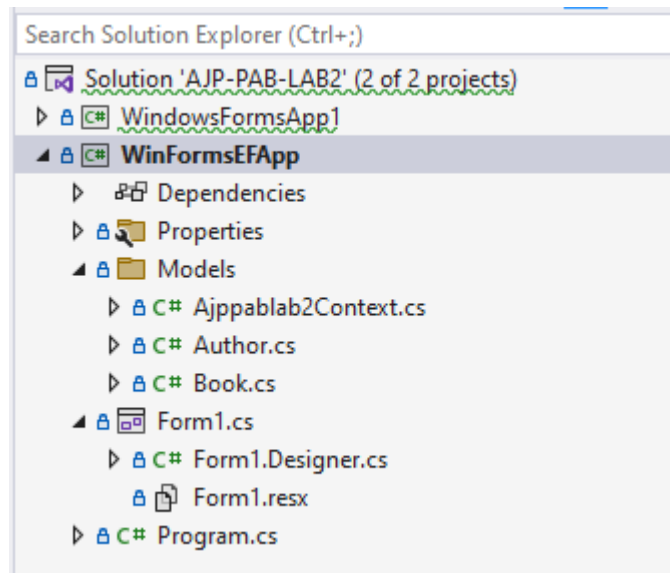 Search Solution Explorer (Ctrl+;)
Solution 'AJP-PAB-LAB2' (2 of 2 projects)
C# WindowsFormsApp1
C# WinFormsEFApp
Dependencies
Properties
Models
C# Ajppablab2Context.cs
C# Author.cs
C# Book.cs
Form1.cs
C# Form1.Designer.cs
Form1.resx
C# Program.cs